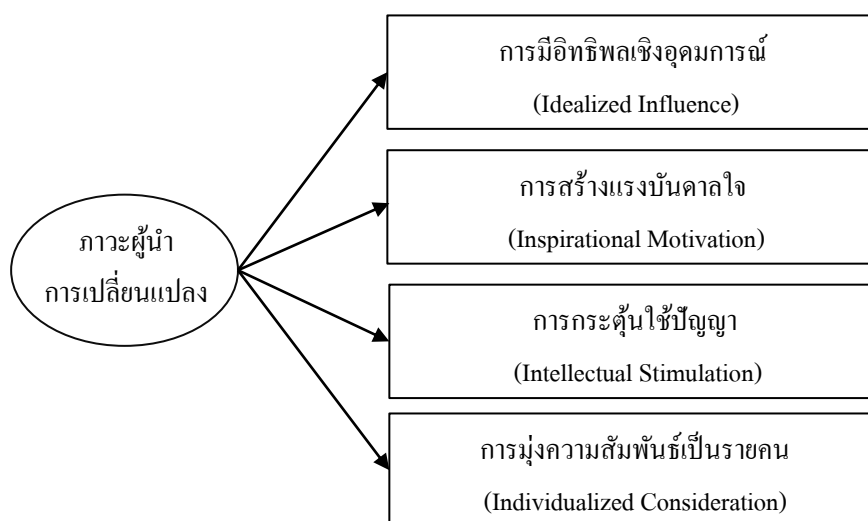 การมีอิทธิพลเชิงอุดมการณ์
(Idealized Influence)
การสร้างแรงบันดาลใจ
(Inspirational Motivation)
ภาวะผู้นำ
การเปลี่ยนแปลง
การกระตุ้นใช้ปัญญา
(Intellectual Stimulation)
การมุ่งความสัมพันธ์เป็นรายคน
(Individualized Consideration)